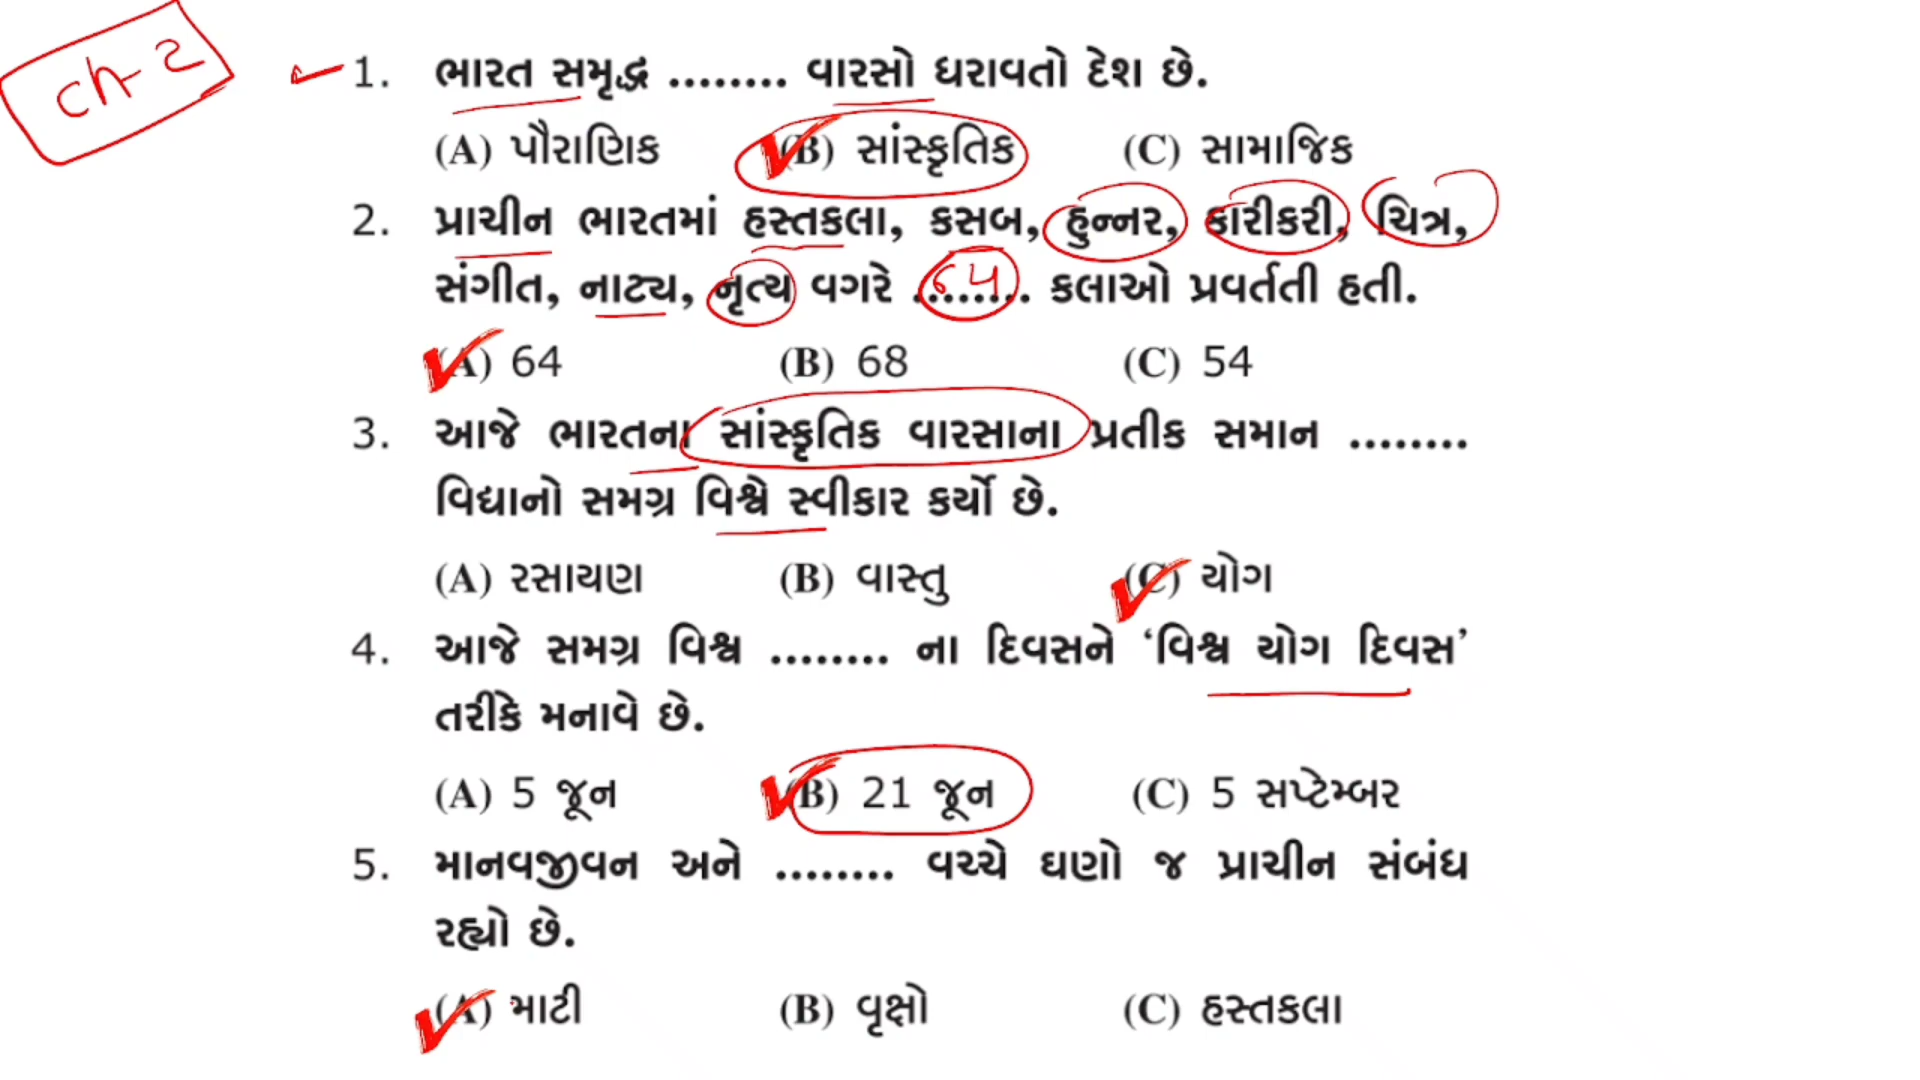 ch-2
1. ભારત સમૃદ્ધ ........ વારસો ધરાવતો દેશ છે.
(A) પૌરાણિક (B) સાંસ્કૃતિક (C) સામાજિક
2. પ્રાચીન ભારતમાં હસ્તકલા, કસબ, હુન્નર, કારીકરી, ચિત્ર,
સંગીત, નાટ્ય, નૃત્ય વગરે ........ 64 કલાઓ પ્રવર્તતી હતી.
(A) 64 (B) 68 (C) 54
3. આજે ભારતના સાંસ્કૃતિક વારસાના પ્રતીક સમાન ........
વિદ્યાનો સમગ્ર વિશ્વે સ્વીકાર કર્યો છે.
(A) રસાયણ (B) વાસ્તુ (C) યોગ
4. આજે સમગ્ર વિશ્વ ........ ના દિવસને ‘વિશ્વ યોગ દિવસ’
તરીકે મનાવે છે.
(A) 5 જૂન (B) 21 જૂન (C) 5 સપ્ટેમ્બર
5. માનવજીવન અને ........ વચ્ચે ઘણો જ પ્રાચીન સંબંધ
રહ્યો છે.
(A) માટી (B) વૃક્ષો (C) હસ્તકલા